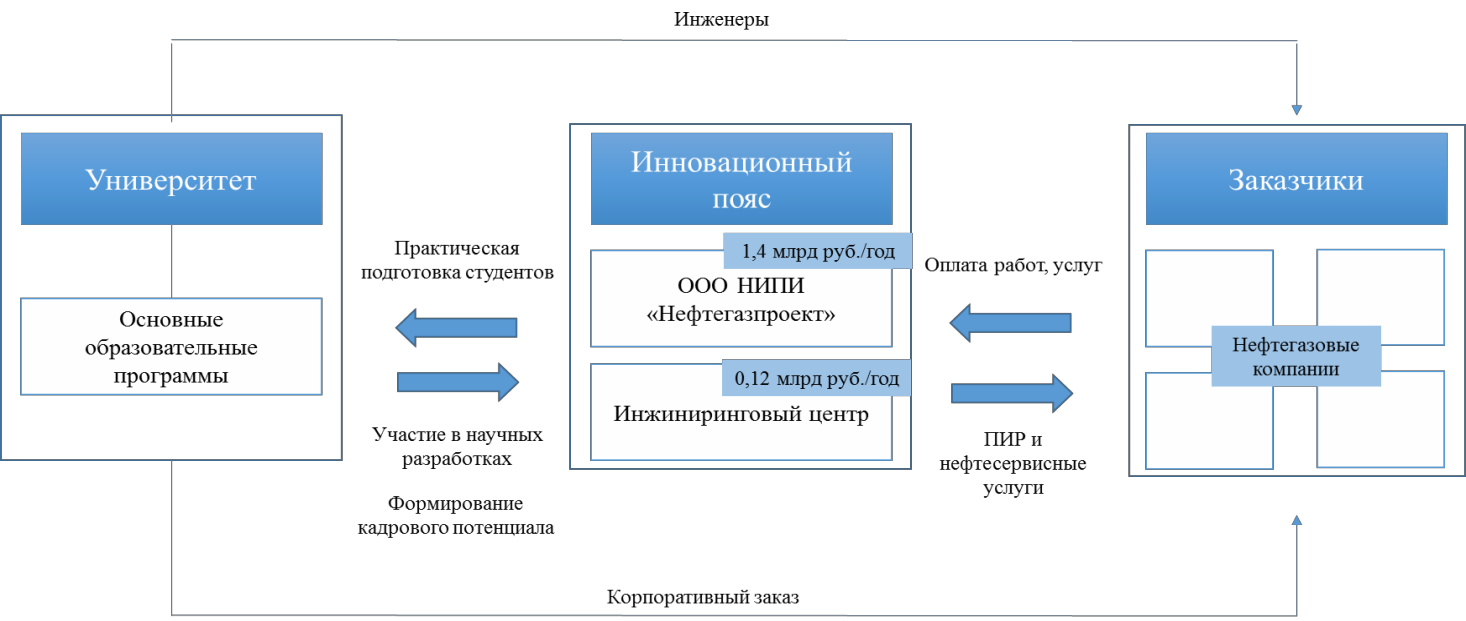 Инженеры
Университет
Основные
образовательные
программы
Практическая
подготовка студентов
Участие в научных
разработках
Формирование
кадрового потенциала
Инновационный
пояс
1,4 млрд руб./год
ООО НИПИ
«Нефтегазпроект»
0,12 млрд руб./год
Инжиниринговый центр
Оплата работ, услуг
ПИР и
нефтесервисные
услуги
Заказчики
Нефтегазовые
компании
Корпоративный заказ